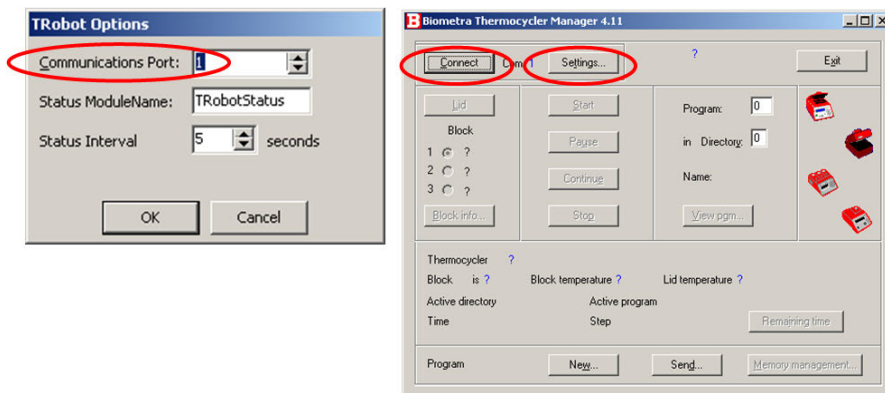 TRobot Options
Communications Port: 1
Status ModuleName: TRobotStatus
Status Interval 5 seconds
OK Cancel
B Biometra Thermocycler Manager 4.11
Connect Com 1 Settings... ? Exit
Lid Start Program: 0
Block Pause in Directory: 0
1 ?
2 ? Continue Name:
3 ?
Block info... Stop View pgm...
Thermocycler ?
Block is ? Block temperature ? Lid temperature ?
Active directory Active program
Time Step Remaining time
Program New... Send... Memory management...